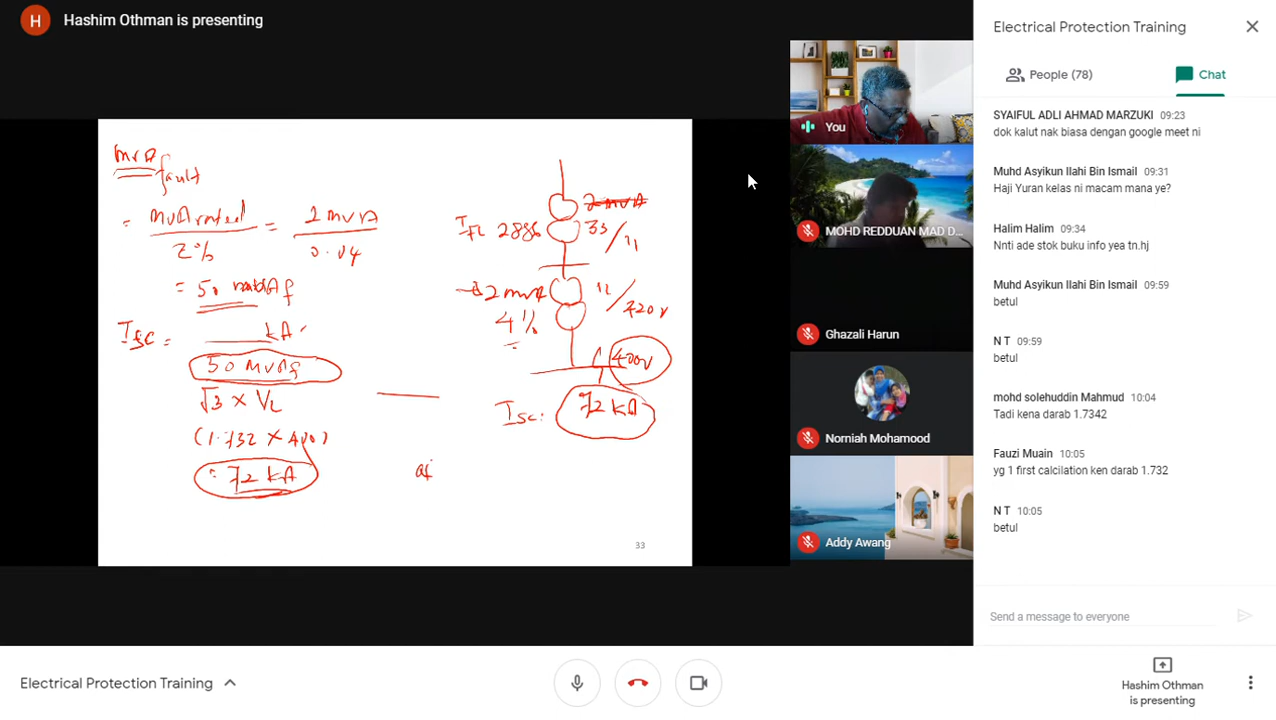 H Hashim Othman is presenting
MVA fault
= MVA rated / Z% = 2 MVA / 0.04
= 50 MVA f
Isc = kA
50 MVAf
√3 × VL
(1.732 × 400)
= 72 kA
2 MVA
IFL 2886 33/11
2 MVA 11/420V
4%
400V
Isc: 72 kA
33
You
MOHD REDDUAN MAD D...
Ghazali Harun
Norniah Mohamood
Addy Awang
Electrical Protection Training
People (78) Chat
SYAIFUL ADLI AHMAD MARZUKI 09:23
dok kalut nak biasa dengan google meet ni
Muhd Asyikun Ilahi Bin Ismail 09:31
Haji Yuran kelas ni macam mana ye?
Halim Halim 09:34
Nnti ade stok buku info yea tn.hj
Muhd Asyikun Ilahi Bin Ismail 09:59
betul
N T 09:59
betul
mohd solehuddin Mahmud 10:04
Tadi kena darab 1.7342
Fauzi Muain 10:05
yg 1 first calcilation ken darab 1.732
N T 10:05
betul
Send a message to everyone
Electrical Protection Training
Hashim Othman
is presenting